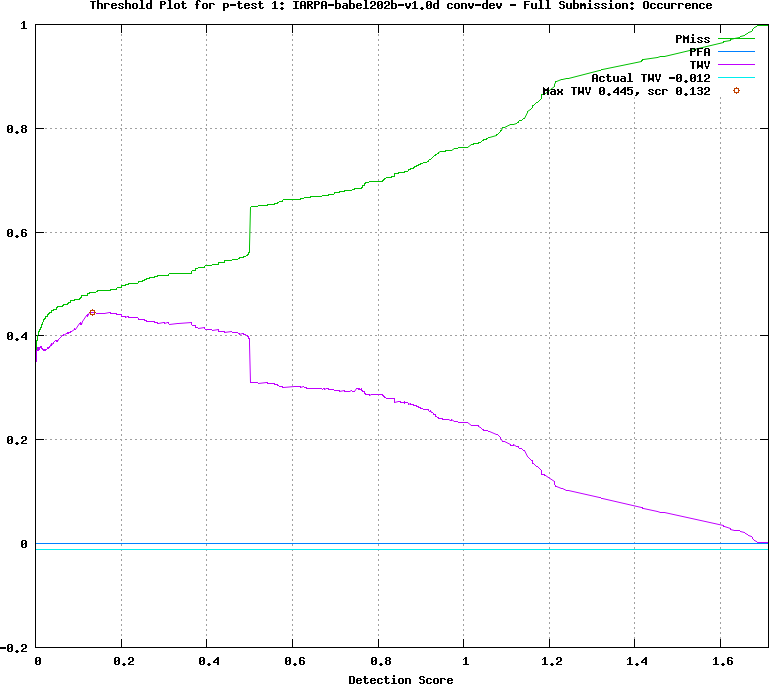 Threshold Plot for p-test 1: IARPA-babel202b-v1.0d conv-dev - Full Submission: Occurrence
1
PMiss
PFA
TWV
Actual TWV -0.012
Max TWV 0.445, scr 0.132
0.8
0.6
0.4
0.2
0
-0.2
0 0.2 0.4 0.6 0.8 1 1.2 1.4 1.6
Detection Score